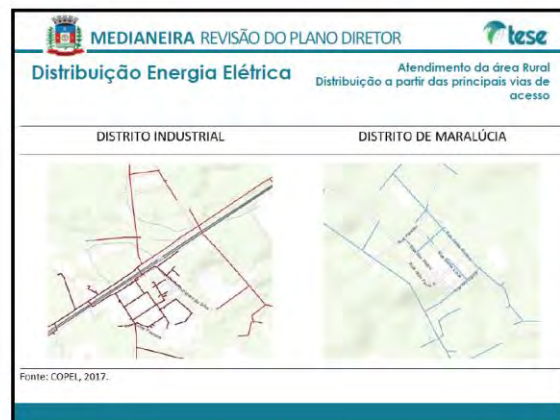 MEDIANEIRA REVISÃO DO PLANO DIRETOR
tese
Distribuição Energia Elétrica
Atendimento da área Rural
Distribuição a partir das principais vias de
acesso
DISTRITO INDUSTRIAL
DISTRITO DE MARALÚCIA
Fonte: COPEL, 2017.